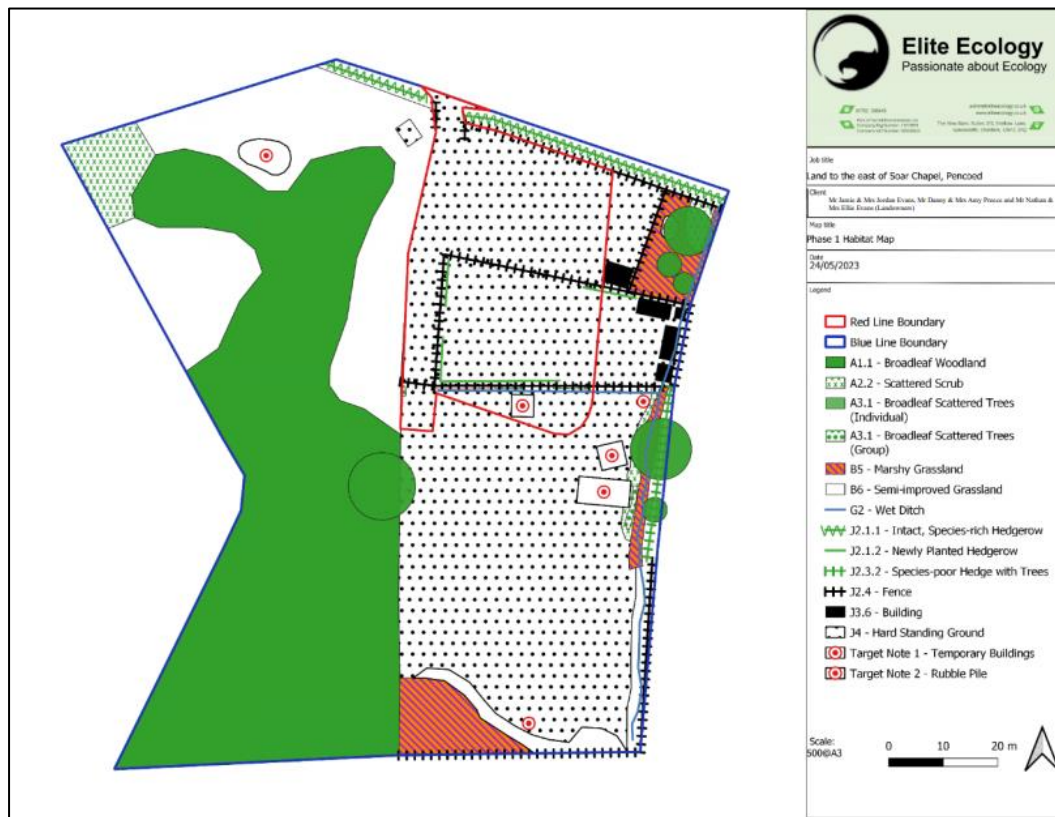 Elite Ecology
Passionate about Ecology
Job title
Land to the east of Soar Chapel, Pencoed
Client
Mr Jamie & Mrs Jordan Evans, Mr Danny & Mrs Amy Preece and Mr Nathan &
Mrs Ellie Evans (Landowners)
Map title
Phase 1 Habitat Map
Date
24/05/2023
Legend
Red Line Boundary
Blue Line Boundary
A1.1 - Broadleaf Woodland
A2.2 - Scattered Scrub
A3.1 - Broadleaf Scattered Trees
(Individual)
A3.1 - Broadleaf Scattered Trees
(Group)
B5 - Marshy Grassland
B6 - Semi-improved Grassland
G2 - Wet Ditch
J2.1.1 - Intact, Species-rich Hedgerow
J2.1.2 - Newly Planted Hedgerow
J2.3.2 - Species-poor Hedge with Trees
J2.4 - Fence
J3.6 - Building
J4 - Hard Standing Ground
Target Note 1 - Temporary Buildings
Target Note 2 - Rubble Pile
Scale:
500@A3
0 10 20 m